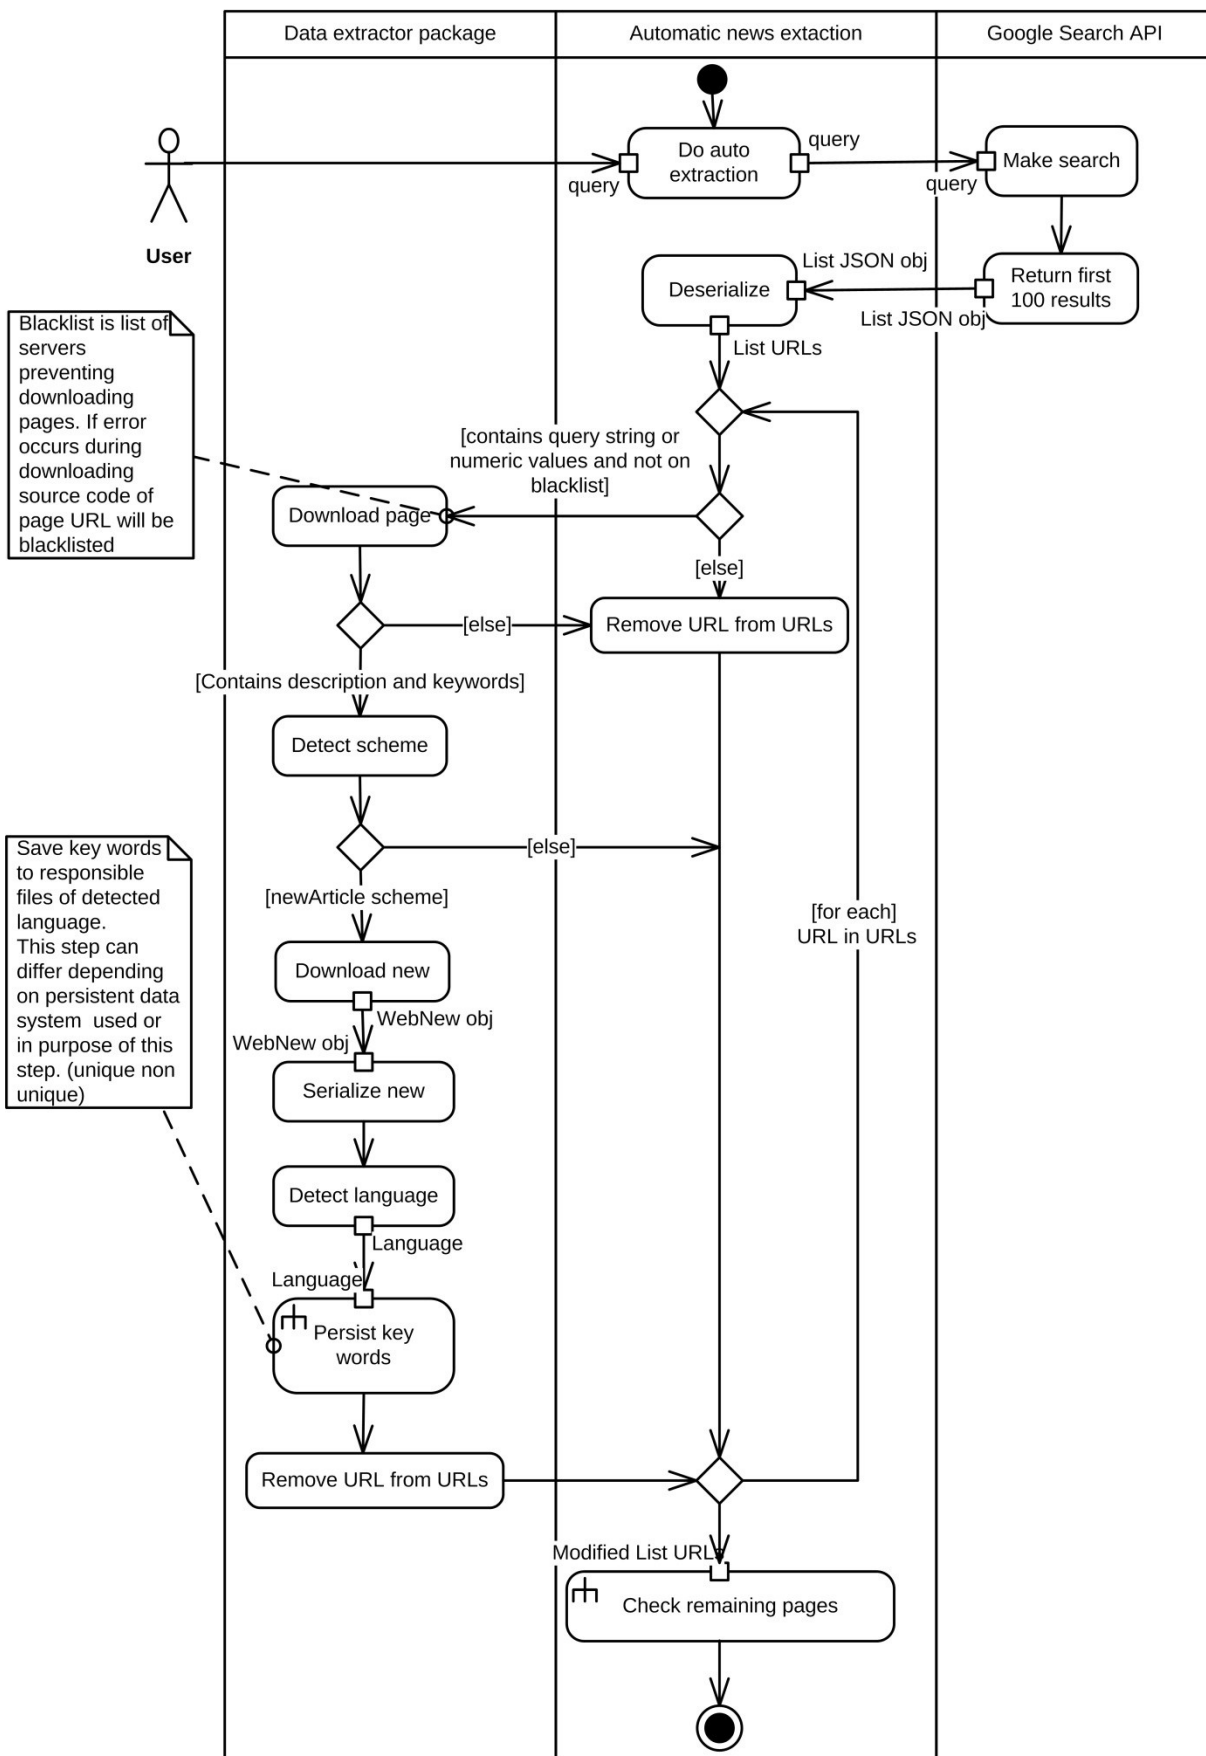 Data extractor package
Automatic news extaction
Google Search API
Do auto
extraction
query
query
query
Make search
User
Return first
100 results
List JSON obj
List JSON obj
Deserialize
List URLs
Blacklist is list of
servers
preventing
downloading
pages. If error
occurs during
downloading
source code of
page URL will be
blacklisted
[contains query string or
numeric values and not on
blacklist]
Download page
[else]
[else]
Remove URL from URLs
[Contains description and keywords]
Detect scheme
[else]
Save key words
to responsible
files of detected
language.
This step can
differ depending
on persistent data
system used or
in purpose of this
step. (unique non
unique)
[newArticle scheme]
[for each]
URL in URLs
Download new
WebNew obj
WebNew obj
Serialize new
Detect language
Language
Language
Persist key
words
Remove URL from URLs
Modified List URLs
Check remaining pages